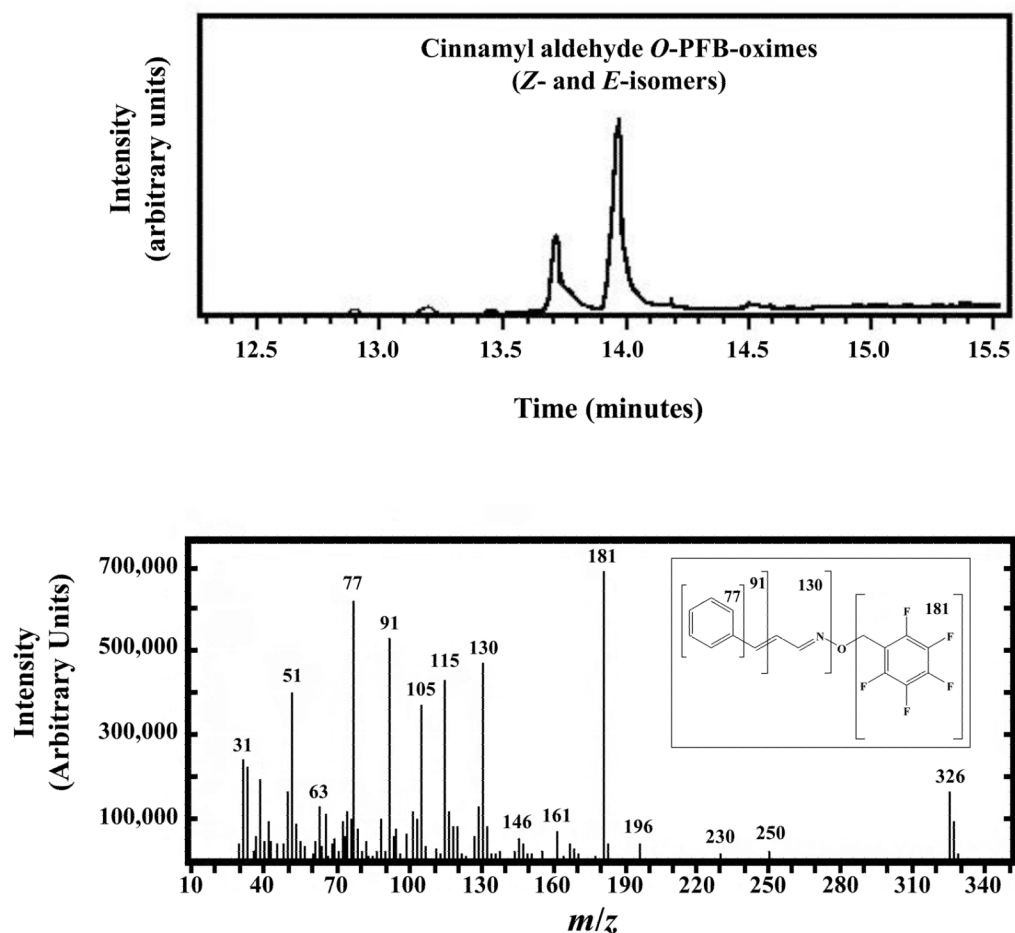 Cinnamyl aldehyde O-PFB-oximes
(Z- and E-isomers)
Intensity
(arbitrary units)
12.5 13.0 13.5 14.0 14.5 15.0 15.5
Time (minutes)
Intensity
(Arbitrary Units)
700,000
500,000
300,000
100,000
31
51
63
77
91
105
115
130
146
161
181
196
230
250
326
77
91
130
181
N
O
F
F
F
F
F
10 40 70 100 130 160 190 220 250 280 310 340
m/z